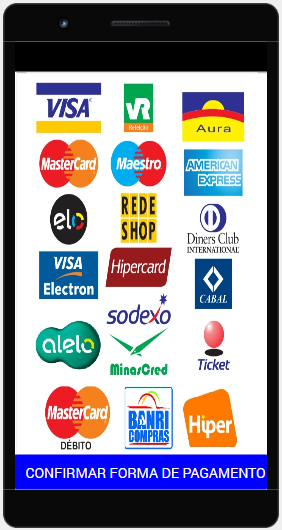 VISA
VR
Refeição
Aura
MasterCard
Maestro
AMERICAN
EXPRESS
elo
REDE
SHOP
Diners Club
INTERNATIONAL
VISA
Electron
Hipercard
CABAL
sodexo
alelo
MinasCred
Ticket
MasterCard
DÉBITO
BANRI
COMPRAS
Hiper
CONFIRMAR FORMA DE PAGAMENTO